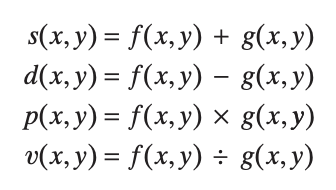 s(x, y) = f(x, y) + g(x, y)
d(x, y) = f(x, y) − g(x, y)
p(x, y) = f(x, y) × g(x, y)
v(x, y) = f(x, y) ÷ g(x, y)